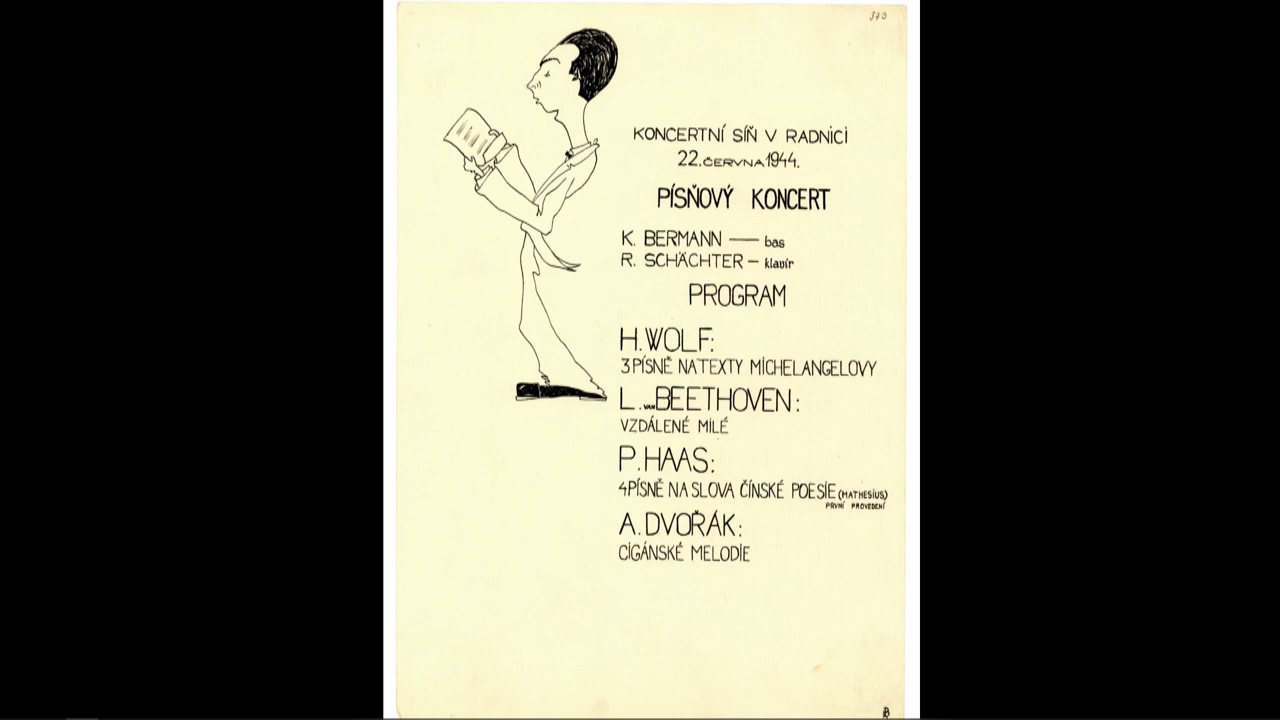 373
KONCERTNÍ SÍŇ V RADNICI
22. ČERVNA 1944.
PÍSŇOVÝ KONCERT
K. BERMANN — bas
R. SCHÄCHTER — klavír
PROGRAM
H. WOLF:
3 PÍSNĚ NA TEXTY MICHELANGELOVY
L. VAN BEETHOVEN:
VZDÁLENÉ MILÉ
P. HAAS:
4 PÍSNĚ NA SLOVA ČÍNSKÉ POESIE (MATHESIUS)
PRVNÍ PROVEDENÍ
A. DVOŘÁK:
CIGÁNSKÉ MELODIE